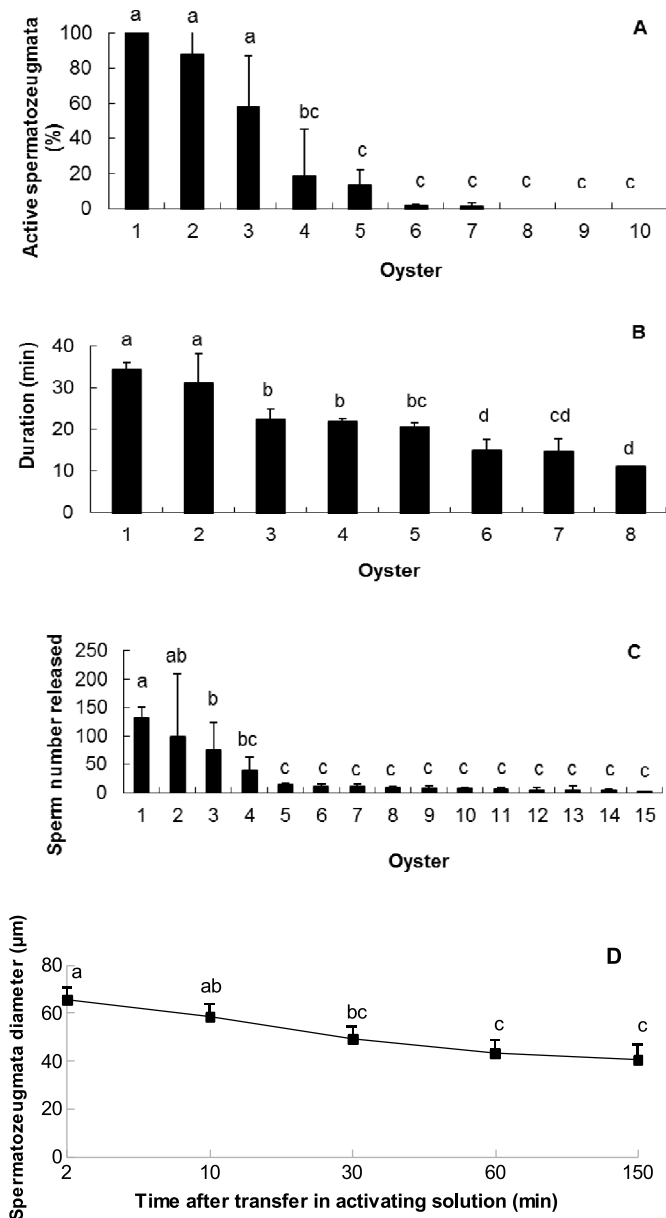 A
a a a bc c c c c c c
100
80
60
40
20
0
Active spermatozeugmata
(%)
1 2 3 4 5 6 7 8 9 10
Oyster
B
a a b b bc d cd d
40
30
20
10
0
Duration (min)
1 2 3 4 5 6 7 8
Oyster
C
a ab b bc c c c c c c c c c c c
250
200
150
100
50
0
Sperm number released
1 2 3 4 5 6 7 8 9 10 11 12 13 14 15
Oyster
D
a ab bc c c
80
60
40
20
0
Spermatozeugmata diameter (µm)
2 10 30 60 150
Time after transfer in activating solution (min)